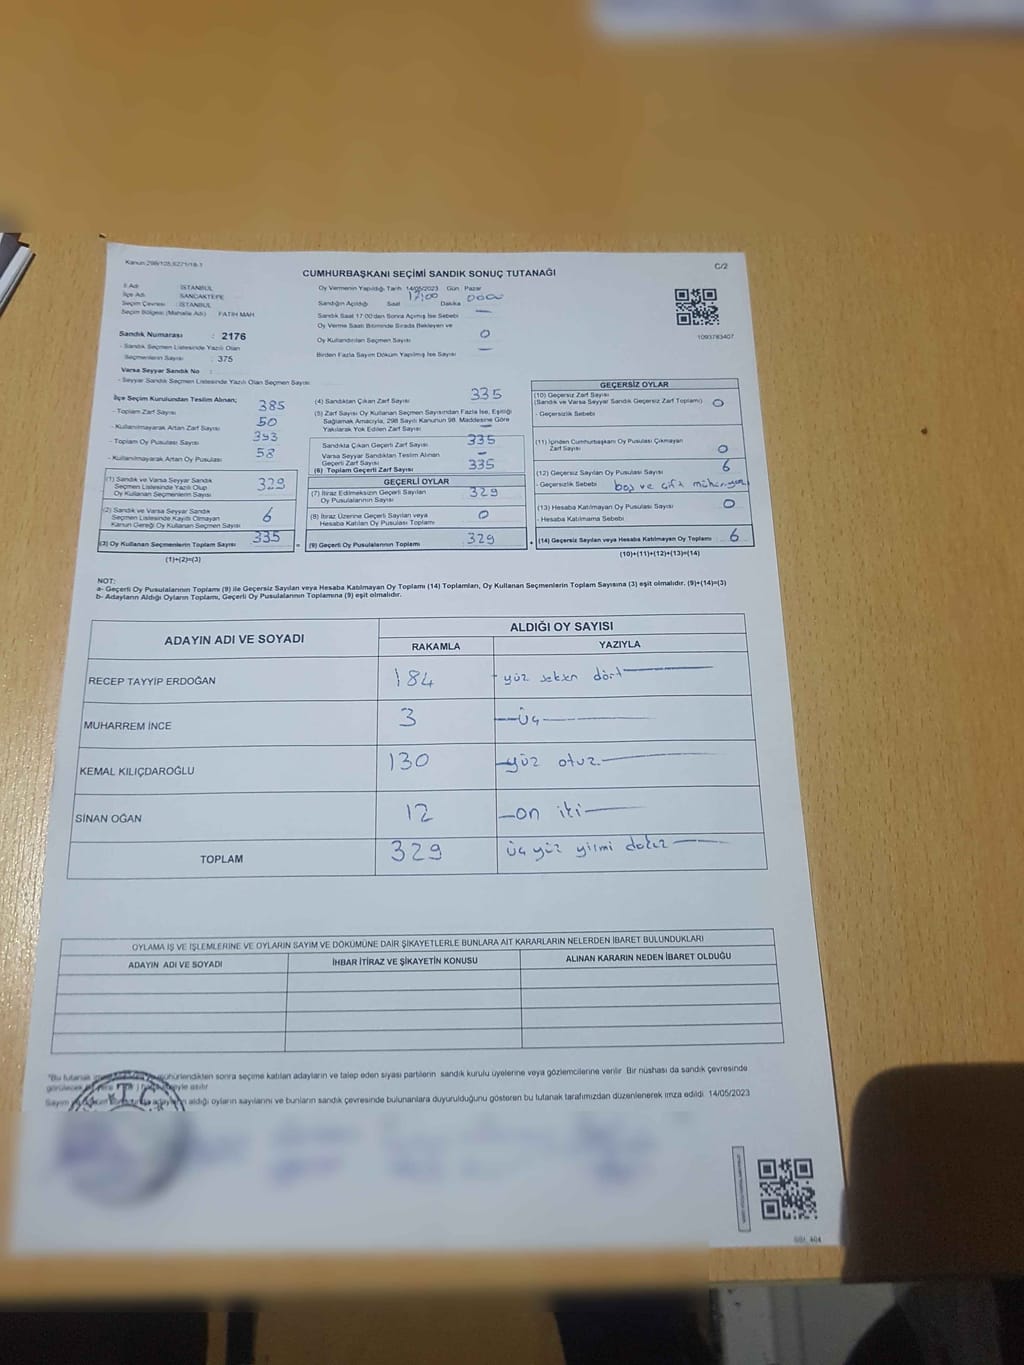 Kanun:298/105,6271/18-1
C/2
CUMHURBAŞKANI SEÇİMİ SANDIK SONUÇ TUTANAĞI
İl Adı : İSTANBUL
İlçe Adı : SANCAKTEPE
Seçim Çevresi : İSTANBUL
Seçim Bölgesi (Mahalle Adı) FATİH MAH.
Sandık Numarası : 2176
- Sandık Seçmen Listesinde Yazılı Olan
Seçmenlerin Sayısı : 375
Varsa Seyyar Sandık No :
- Seyyar Sandık Seçmen Listesinde Yazılı Olan Seçmen Sayısı:
Oy Vermenin Yapıldığı Tarih 14/05/2023 Gün : Pazar
Sandığın Açıldığı Saat 17:00 Dakika
Sandık Saat 17.00'den Sonra Açılmış İse Sebebi —
Oy Verme Saati Bitiminde Sırada Bekleyen ve
Oy Kullandırılan Seçmen Sayısı 0
Birden Fazla Sayım Döküm Yapılmış İse Sayısı —
1093783407
İlçe Seçim Kurulundan Teslim Alınan;
- Toplam Zarf Sayısı 385
- Kullanılmayarak Artan Zarf Sayısı 50
- Toplam Oy Pusulası Sayısı 393
- Kullanılmayarak Artan Oy Pusulası 58
(1) Sandık ve Varsa Seyyar Sandık
Seçmen Listesinde Yazılı Olup
Oy Kullanan Seçmenlerin Sayısı 329
(2) Sandık ve Varsa Seyyar Sandık
Seçmen Listesinde Kayıtlı Olmayan
Kanun Gereği Oy Kullanan Seçmen Sayısı 6
(3) Oy Kullanan Seçmenlerin Toplam Sayısı 335
(1)+(2)=(3)
(4) Sandıktan Çıkan Zarf Sayısı 335
(5) Zarf Sayısı Oy Kullanan Seçmen Sayısından Fazla İse, Eşitliği
Sağlamak Amacıyla, 298 Sayılı Kanunun 98. Maddesine Göre
Yakılarak Yok Edilen Zarf Sayısı —
Sandıkta Çıkan Geçerli Zarf Sayısı 335
Varsa Seyyar Sandıktan Teslim Alınan
Geçerli Zarf Sayısı —
(6) Toplam Geçerli Zarf Sayısı 335
GEÇERLİ OYLAR
(7) İtiraz Edilmeksizin Geçerli Sayılan
Oy Pusulalarının Sayısı 329
(8) İtiraz Üzerine Geçerli Sayılan veya
Hesaba Katılan Oy Pusulası Toplamı 0
= (9) Geçerli Oy Pusulalarının Toplamı 329
GEÇERSİZ OYLAR
(10) Geçersiz Zarf Sayısı
(Sandık ve Varsa Seyyar Sandık Geçersiz Zarf Toplamı) 0
- Geçersizlik Sebebi
(11) İçinden Cumhurbaşkanı Oy Pusulası Çıkmayan
Zarf Sayısı 0
(12) Geçersiz Sayılan Oy Pusulası Sayısı 6
- Geçersizlik Sebebi boş ve çift
(13) Hesaba Katılmayan Oy Pusulası Sayısı 0
- Hesaba Katılmama Sebebi
+ (14) Geçersiz Sayılan veya Hesaba Katılmayan Oy Toplamı 6
(10)+(11)+(12)+(13)=(14)
NOT:
a- Geçerli Oy Pusulalarının Toplamı (9) ile Geçersiz Sayılan veya Hesaba Katılmayan Oy Toplamı (14) Toplamları, Oy Kullanan Seçmenlerin Toplam Sayısına (3) eşit olmalıdır. (9)+(14)=(3)
b- Adayların Aldığı Oyların Toplamı, Geçerli Oy Pusulalarının Toplamına (9) eşit olmalıdır.
ADAYIN ADI VE SOYADI
ALDIĞI OY SAYISI
RAKAMLA YAZIYLA
RECEP TAYYİP ERDOĞAN 184 yüz seksen dört
MUHARREM İNCE 3 üç
KEMAL KILIÇDAROĞLU 130 yüz otuz
SİNAN OĞAN 12 on iki
TOPLAM 329 üç yüz yilmi dokuz
OYLAMA İŞ VE İŞLEMLERİNE VE OYLARIN SAYIM VE DÖKÜMÜNE DAİR ŞİKAYETLERLE BUNLARA AİT KARARLARIN NELERDEN İBARET BULUNDUKLARI
ADAYIN ADI VE SOYADI İHBAR İTİRAZ VE ŞİKAYETİN KONUSU ALINAN KARARIN NEDEN İBARET OLDUĞU
"Bu tutanak mühürlendikten sonra seçime katılan adayların ve talep eden siyasi partilerin sandık kurulu üyelerine veya gözlemcilerine verilir. Bir nüshası da sandık çevresinde
görülecek asılır
Sayım adayların aldığı oyların sayılarını ve bunların sandık çevresinde bulunanlara duyurulduğunu gösteren bu tutanak tarafımızdan düzenlenerek imza edildi. 14/05/2023
T.C.